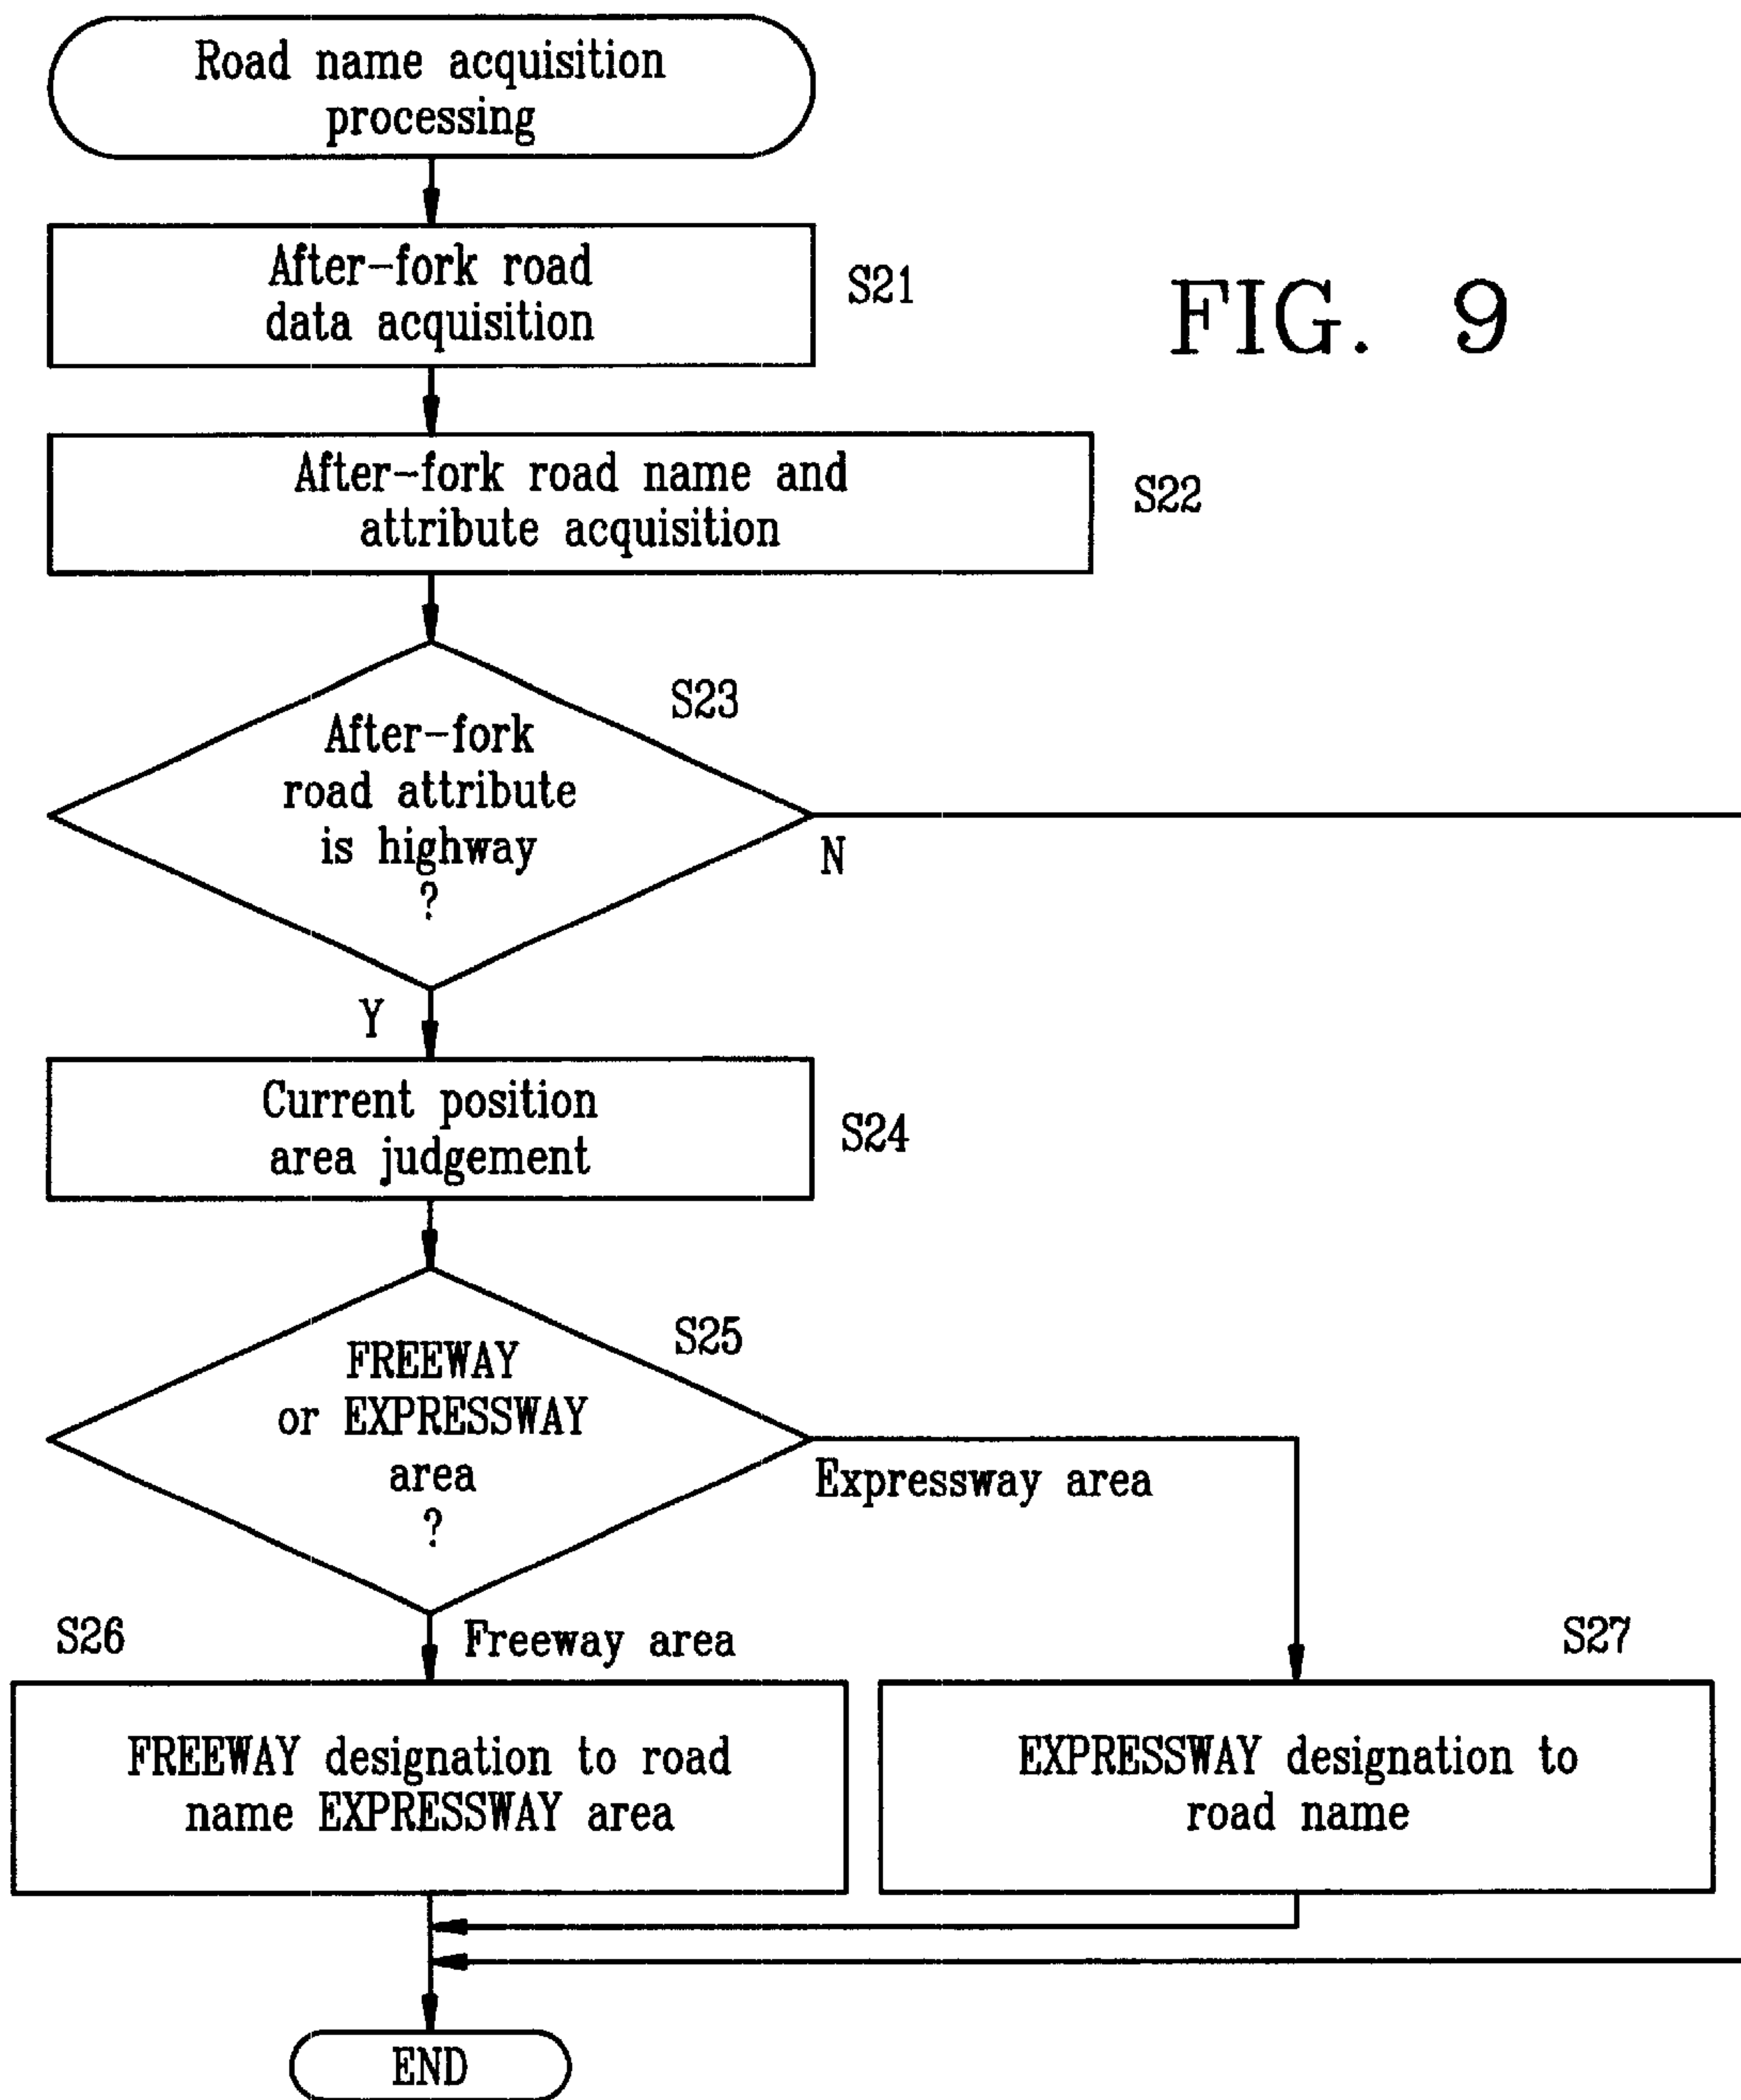 Road name acquisition
processing
After-fork road
data acquisition
S21
FIG. 9
After-fork road name and
attribute acquisition
S22
S23
After-fork
road attribute
is highway
?
N
Y
Current position
area judgement
S24
S25
FREEWAY
or EXPRESSWAY
area
?
Expressway area
S26
Freeway area
S27
FREEWAY designation to road
name EXPRESSWAY area
EXPRESSWAY designation to
road name
END